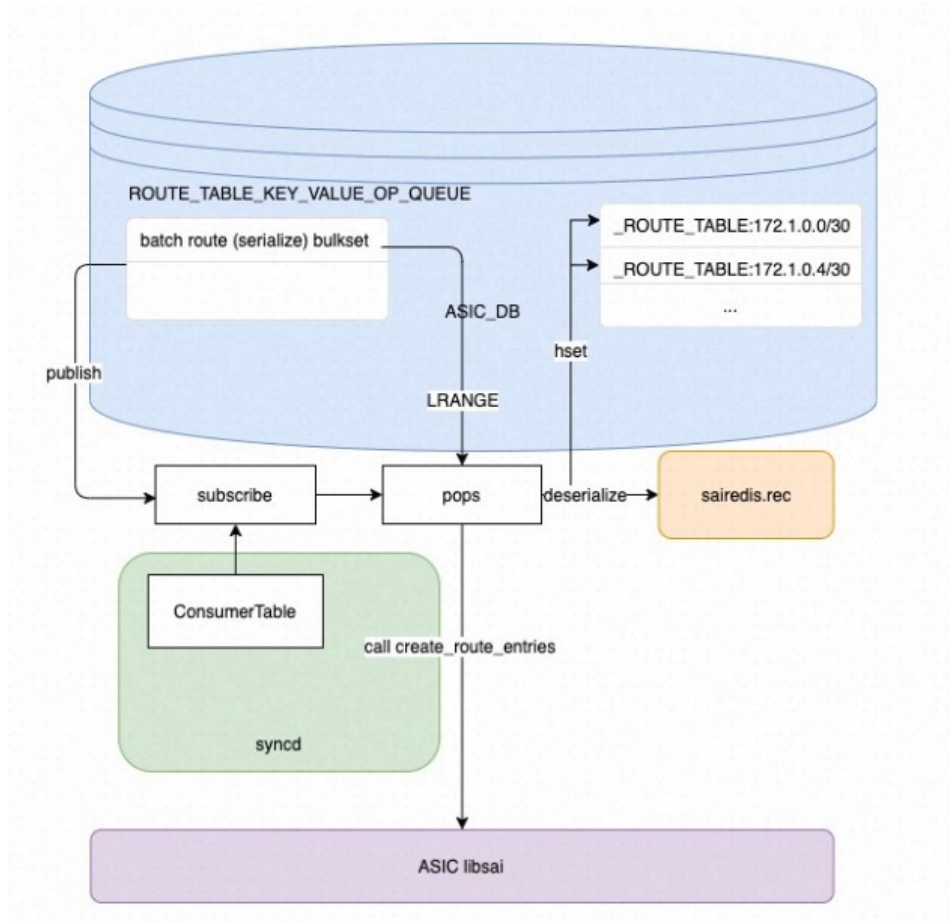 ROUTE_TABLE_KEY_VALUE_OP_QUEUE
batch route (serialize) bulkset
_ROUTE_TABLE:172.1.0.0/30
_ROUTE_TABLE:172.1.0.4/30
...
ASIC_DB
hset
publish
LRANGE
subscribe
pops
deserialize
sairedis.rec
ConsumerTable
call create_route_entries
syncd
ASIC libsai